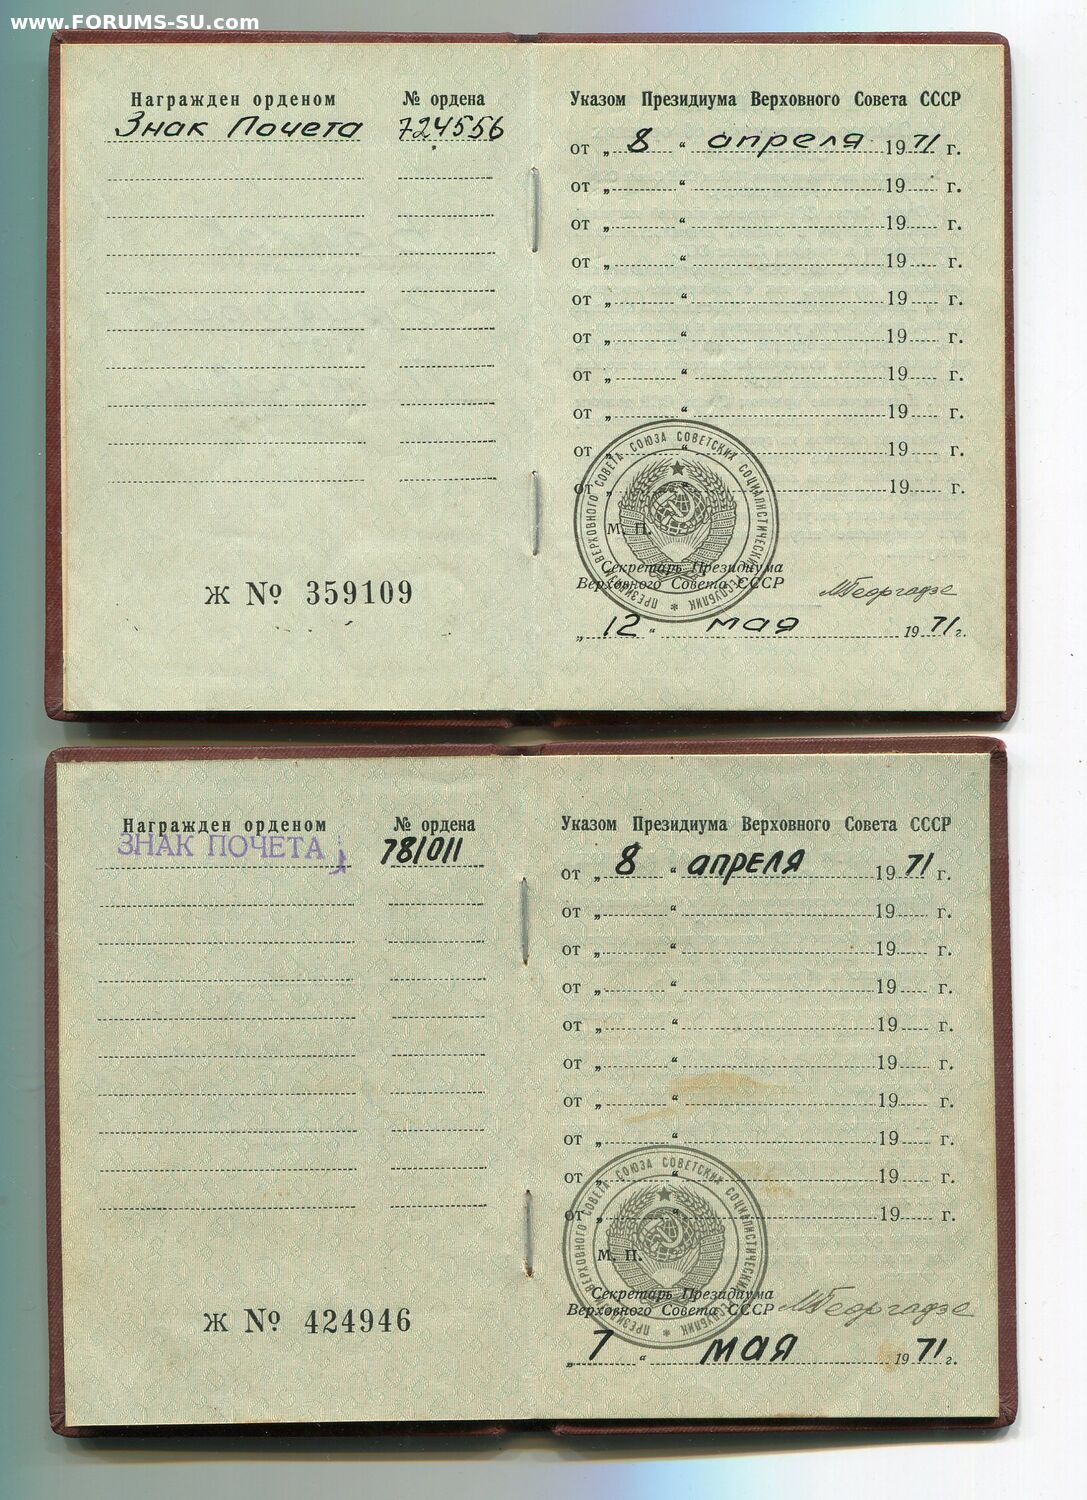 www.FORUMS-SU.com
Награжден орденом № ордена
Знак Почета 724556
Указом Президиума Верховного Совета СССР
от „ 8 “ апреля 1971 г.
от „ “ 19 г.
от „ “ 19 г.
от „ “ 19 г.
от „ “ 19 г.
от „ “ 19 г.
от „ “ 19 г.
от „ “ 19 г.
от „ “ 19 г.
от „ “ 19 г.
ПРЕЗИДИУМ ВЕРХОВНОГО СОВЕТА СОЮЗА СОВЕТСКИХ СОЦИАЛИСТИЧЕСКИХ РЕСПУБЛИК
М. П.
Секретарь Президиума
Верховного Совета СССР
МГеоргадзе
„ 12 “ мая 1971 г.
Ж № 359109
Награжден орденом № ордена
ЗНАК ПОЧЕТА 781011
Указом Президиума Верховного Совета СССР
от „ 8 “ АПРЕЛЯ 1971 г.
от „ “ 19 г.
от „ “ 19 г.
от „ “ 19 г.
от „ “ 19 г.
от „ “ 19 г.
от „ “ 19 г.
от „ “ 19 г.
от „ “ 19 г.
от „ “ 19 г.
ПРЕЗИДИУМ ВЕРХОВНОГО СОВЕТА СОЮЗА СОВЕТСКИХ СОЦИАЛИСТИЧЕСКИХ РЕСПУБЛИК
М. П.
Секретарь Президиума
Верховного Совета СССР
МГеоргадзе
„ 7 “ МАЯ 1971 г.
Ж № 424946